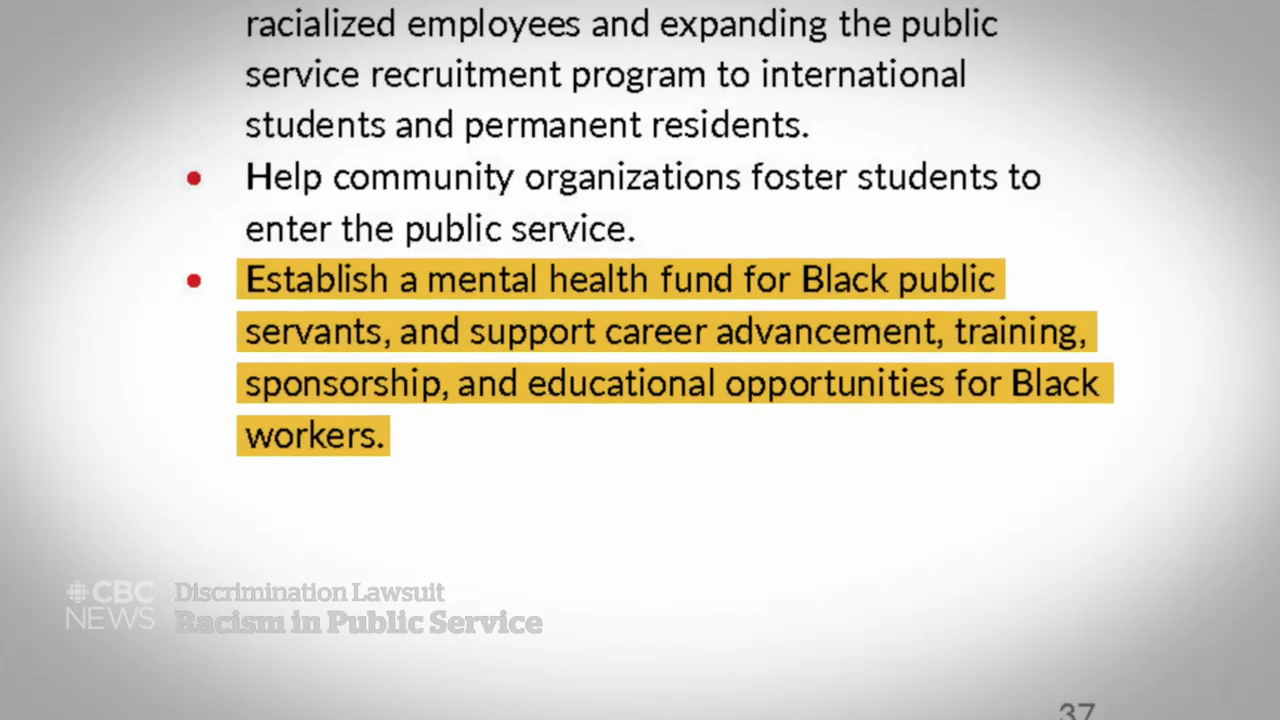 racialized employees and expanding the public
service recruitment program to international
students and permanent residents.
• Help community organizations foster students to
enter the public service.
• Establish a mental health fund for Black public
servants, and support career advancement, training,
sponsorship, and educational opportunities for Black
workers.
CBC
NEWS
Discrimination Lawsuit
Racism in Public Service
37